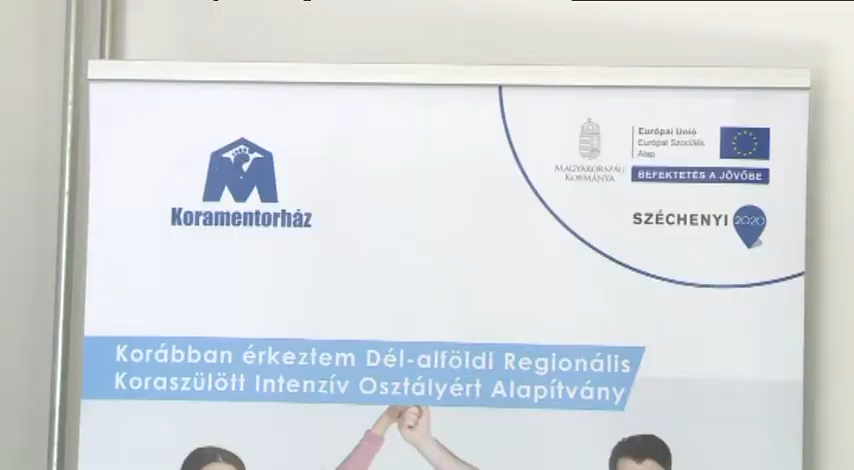 Koramentorház
MAGYARORSZÁG
KORMÁNYA
Európai Unió
Európai Szociális
Alap
BEFEKTETÉS A JÖVŐBE
SZÉCHENYI 2020
Korábban érkeztem Dél-alföldi Regionális
Koraszülött Intenzív Osztályért Alapítvány